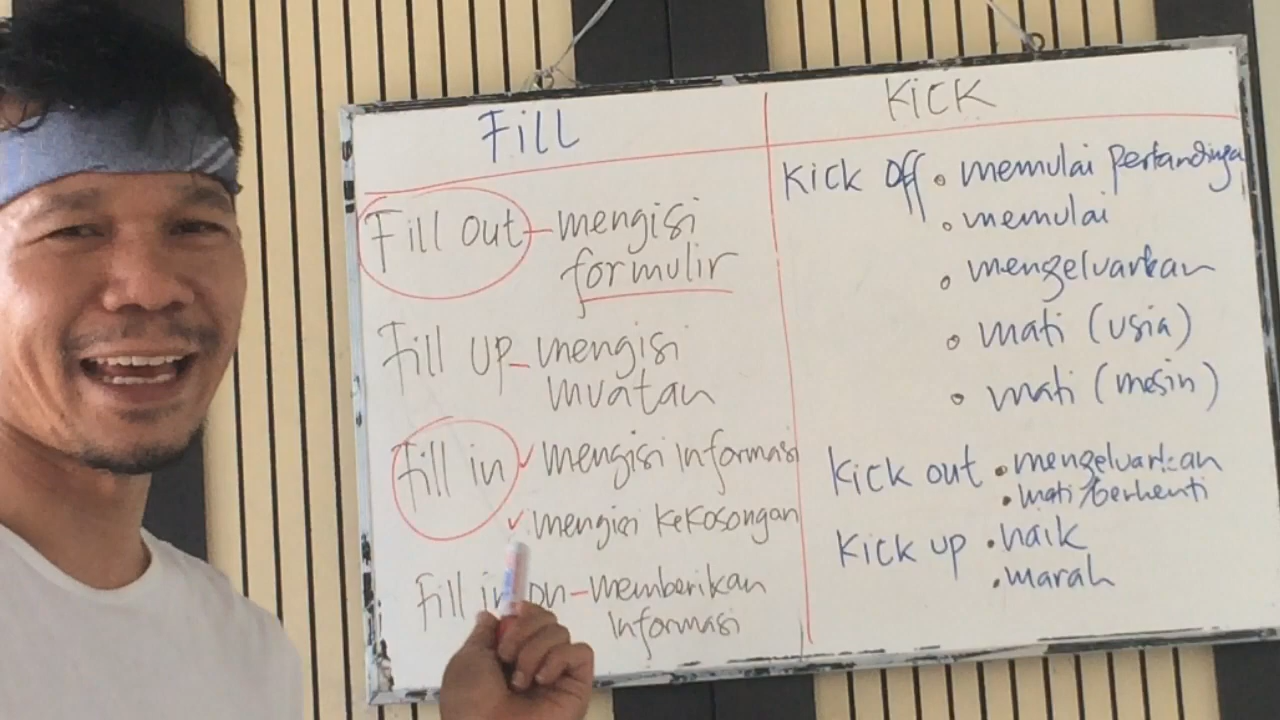 Fill
Fill out - mengisi
formulir
Fill up - mengisi
muatan
Fill in ✓ mengisi informasi
✓ mengisi kekosongan
Fill in on - memberikan
informasi
Kick
Kick off • memulai pertandinga
• memulai
• mengeluarkan
• mati (usia)
• mati (mesin)
Kick out • mengeluarkan
• mati/berhenti
Kick up • naik
• marah